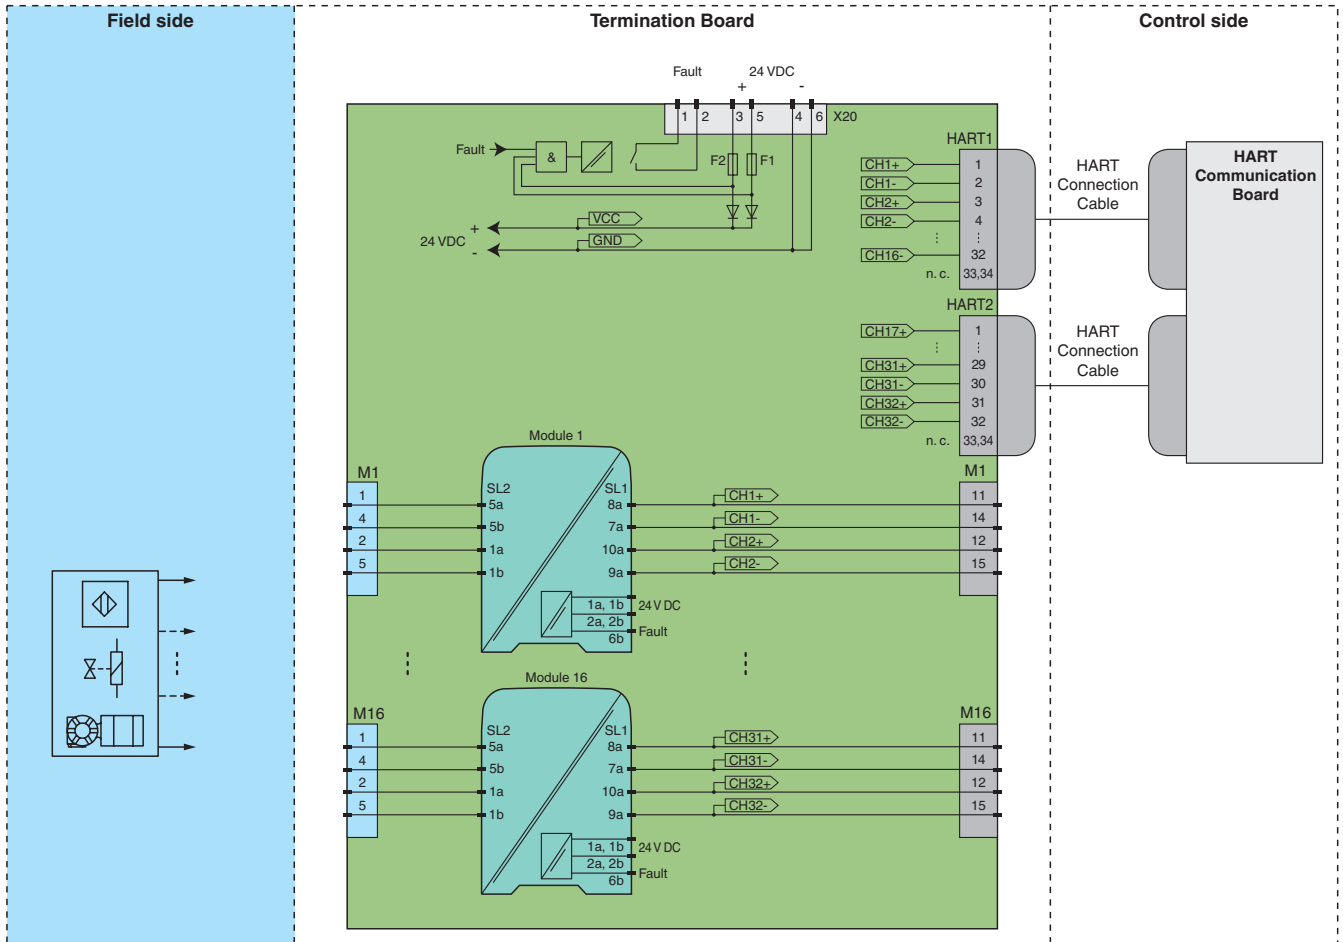 Field side
Termination Board
Control side
Fault 24 VDC
+ -
1 2 3 5 4 6 X20
Fault & F2 F1
VCC
+
24 VDC
-
GND
HART1
CH1+ 1
CH1- 2
CH2+ 3
CH2- 4
⋮ ⋮
CH16- 32
n. c. 33,34
HART
Connection
Cable
HART
Communication
Board
HART2
CH17+ 1
⋮ ⋮
CH31+ 29
CH31- 30
CH32+ 31
CH32- 32
n. c. 33,34
HART
Connection
Cable
Module 1
M1 M1
SL2 SL1
1 5a 8a CH1+ 11
4 5b 7a CH1- 14
2 1a 10a CH2+ 12
5 1b 9a CH2- 15
1a, 1b 24 V DC
2a, 2b
Fault
6b
Module 16
M16 M16
SL2 SL1
1 5a 8a CH31+ 11
4 5b 7a CH31- 14
2 1a 10a CH32+ 12
5 1b 9a CH32- 15
1a, 1b 24 V DC
2a, 2b
Fault
6b